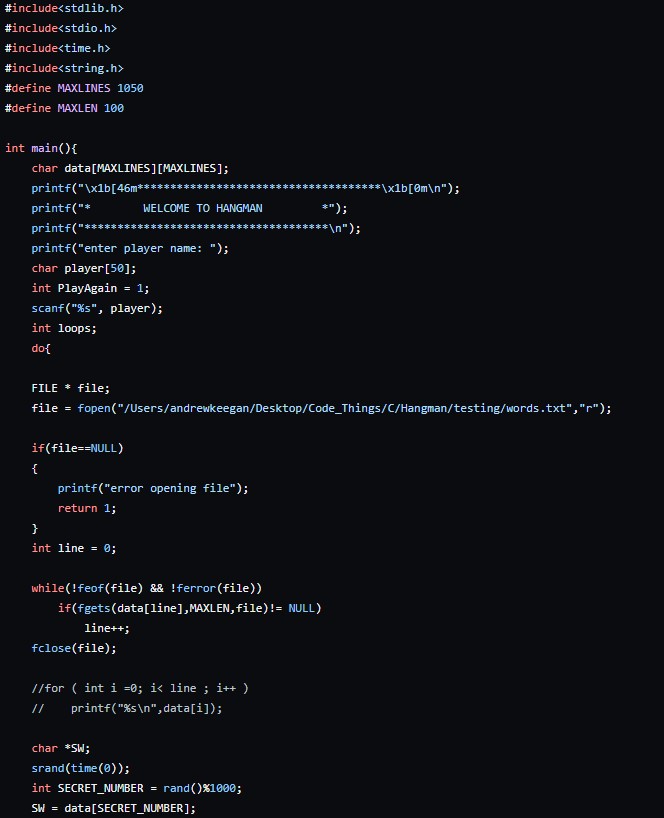 #include<stdlib.h>
#include<stdio.h>
#include<time.h>
#include<string.h>
#define MAXLINES 1050
#define MAXLEN 100

int main(){
    char data[MAXLINES][MAXLINES];
    printf("\x1b[46m*************************************\x1b[0m\n");
    printf("*        WELCOME TO HANGMAN         *");
    printf("*************************************\n");
    printf("enter player name: ");
    char player[50];
    int PlayAgain = 1;
    scanf("%s", player);
    int loops;
    do{

    FILE * file;
    file = fopen("/Users/andrewkeegan/Desktop/Code_Things/C/Hangman/testing/words.txt","r");

    if(file==NULL)
    {
        printf("error opening file");
        return 1;
    }
    int line = 0;

    while(!feof(file) && !ferror(file))
        if(fgets(data[line],MAXLEN,file)!= NULL)
            line++;
    fclose(file);

    //for ( int i =0; i< line ; i++ )
    //    printf("%s\n",data[i]);

    char *SW;
    srand(time(0));
    int SECRET_NUMBER = rand()%1000;
    SW = data[SECRET_NUMBER];